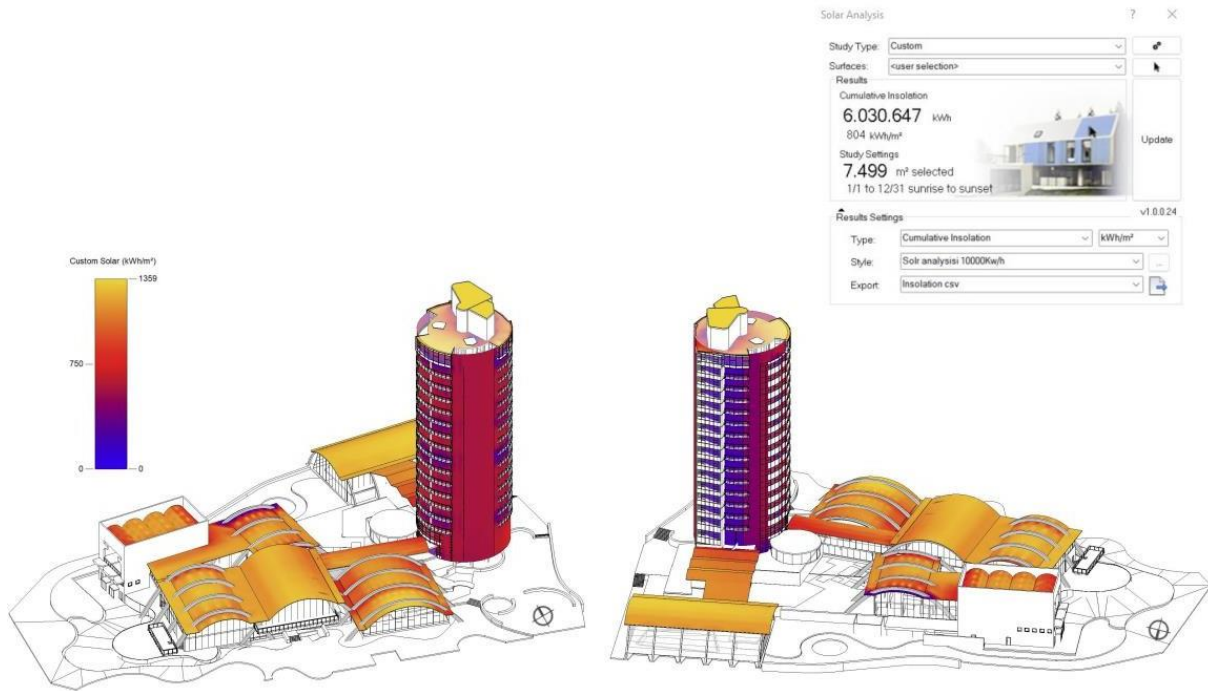 Solar Analysis ? ×
Study Type: Custom
Surfaces: <user selection>
Results
Cumulative Insolation
6.030.647 kWh
804 kWh/m²
Study Settings
7.499 m² selected
1/1 to 12/31 sunrise to sunset
Update
v1.0.0.24
Results Settings
Type: Cumulative Insolation kWh/m²
Style: Solr analysisi 10000Kw/h ...
Export Insolation csv
Custom Solar (kWh/m²)
1359
750
0 0